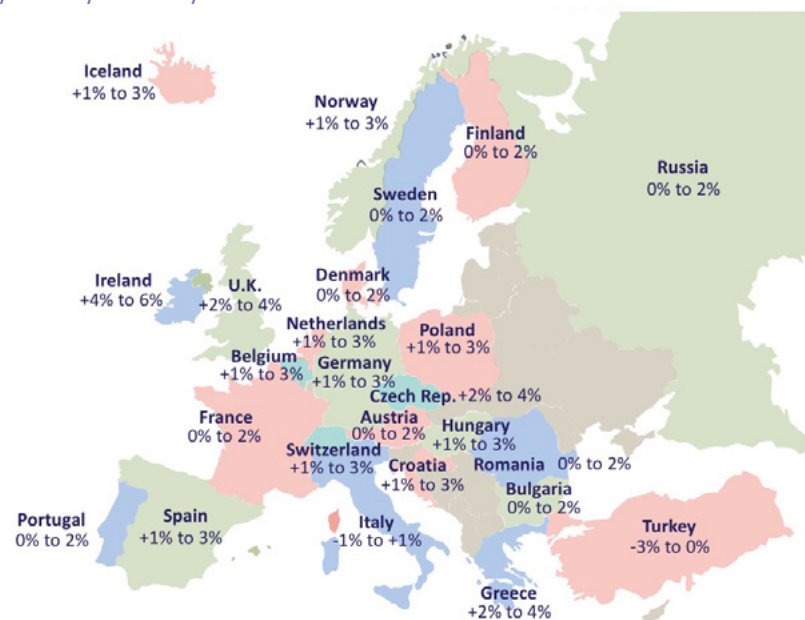 Iceland
+1% to 3%
Norway
+1% to 3%
Finland
0% to 2%
Russia
0% to 2%
Sweden
0% to 2%
Ireland
+4% to 6%
U.K.
+2% to 4%
Denmark
0% to 2%
Netherlands
+1% to 3%
Poland
+1% to 3%
Belgium
+1% to 3%
Germany
+1% to 3%
Czech Rep. +2% to 4%
France
0% to 2%
Austria
0% to 2%
Hungary
+1% to 3%
Switzerland
+1% to 3%
Croatia
+1% to 3%
Romania 0% to 2%
Bulgaria
0% to 2%
Portugal
0% to 2%
Spain
+1% to 3%
Italy
-1% to +1%
Turkey
-3% to 0%
Greece
+2% to 4%